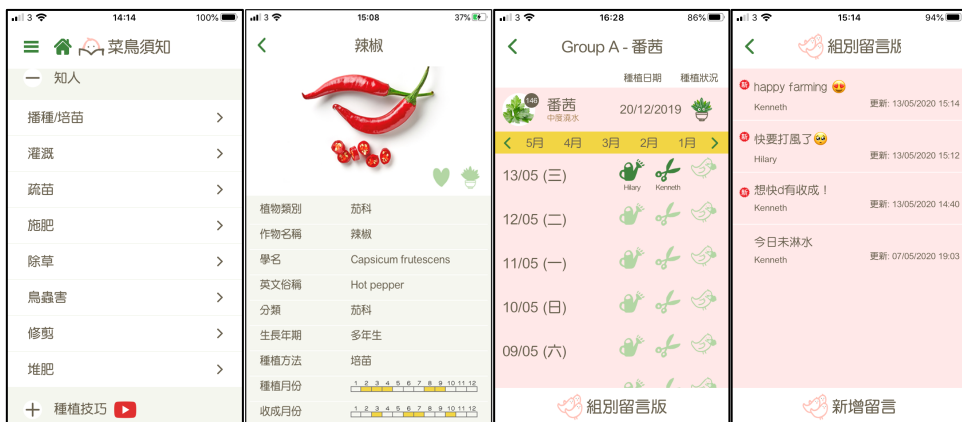 3
14:14
100%
菜鳥須知
知人
播種/培苗
灌溉
疏苗
施肥
除草
鳥蟲害
修剪
堆肥
種植技巧
3
15:08
37%
辣椒
植物類別 茄科
作物名稱 辣椒
學名 Capsicum frutescens
英文俗稱 Hot pepper
分類 茄科
生長年期 多年生
種植方法 培苗
種植月份 1 2 3 4 5 6 7 8 9 10 11 12
收成月份 1 2 3 4 5 6 7 8 9 10 11 12
3
16:28
86%
Group A - 番茜
種植日期 種植狀況
146
番茜 20/12/2019
中度澆水
5月 4月 3月 2月 1月
13/05 (三)
Hilary Kenneth
12/05 (二)
11/05 (一)
10/05 (日)
09/05 (六)
組別留言版
3
15:14
94%
組別留言版
新 happy farming 😍
Kenneth 更新: 13/05/2020 15:14
新 快要打風了🥺
Hilary 更新: 13/05/2020 15:12
新 想快d有收成！
Kenneth 更新: 13/05/2020 14:40
今日未淋水
Kenneth 更新: 07/05/2020 19:03
新增留言